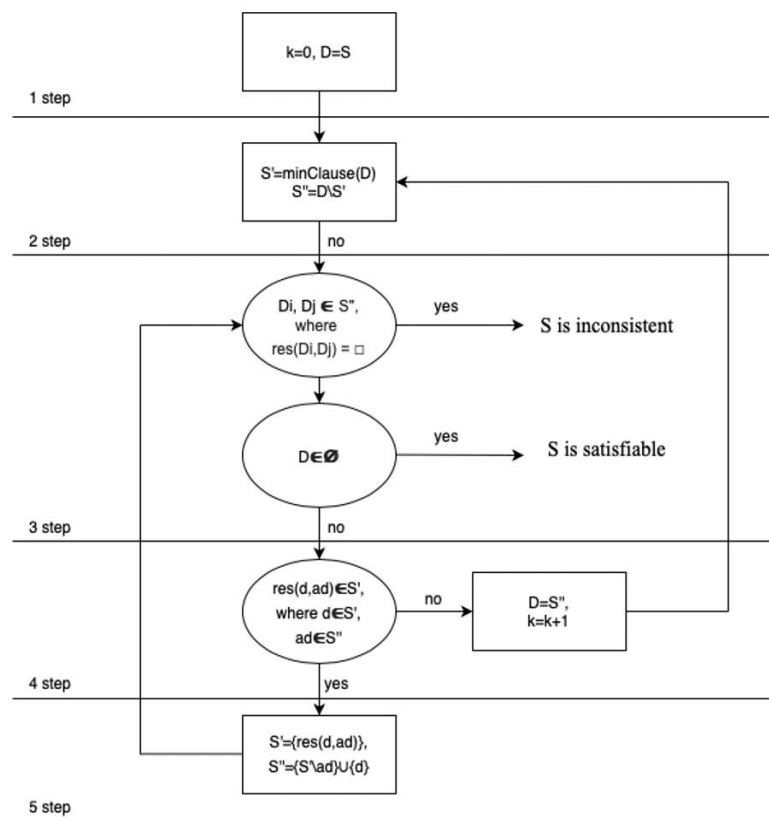 k=0, D=S
1 step
S'=minClause(D)
S"=D\S'
2 step
no
Di, Dj ∈ S",
where
res(Di,Dj) = □
yes
S is inconsistent
D∈Ø
yes
S is satisfiable
3 step
no
res(d,ad)∈S',
where d∈S',
ad∈S"
no
D=S",
k=k+1
4 step
yes
S'={res(d,ad)},
S"={S'\ad}∪{d}
5 step